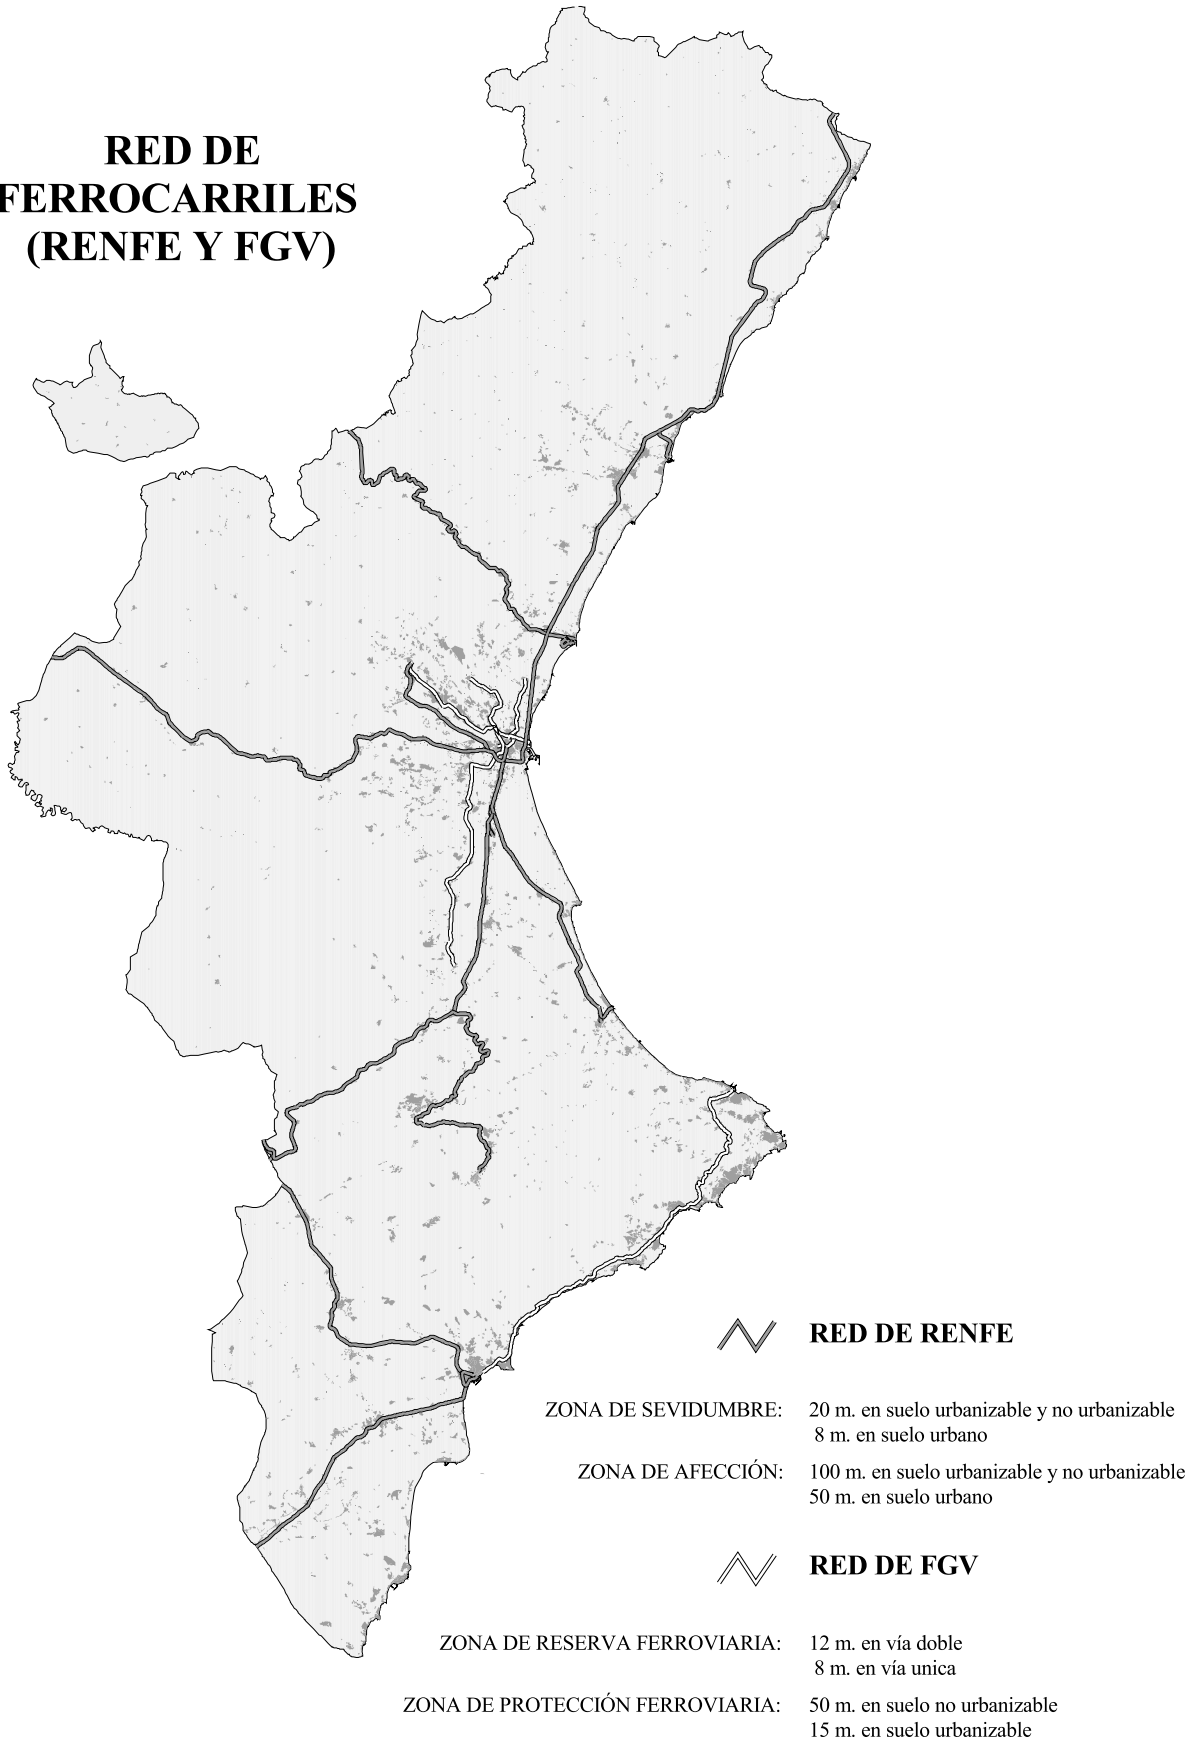 RED DE
FERROCARRILES
(RENFE Y FGV)
RED DE RENFE
ZONA DE SEVIDUMBRE: 20 m. en suelo urbanizable y no urbanizable
8 m. en suelo urbano
ZONA DE AFECCIÓN: 100 m. en suelo urbanizable y no urbanizable
50 m. en suelo urbano
RED DE FGV
ZONA DE RESERVA FERROVIARIA: 12 m. en vía doble
8 m. en vía unica
ZONA DE PROTECCIÓN FERROVIARIA: 50 m. en suelo no urbanizable
15 m. en suelo urbanizable